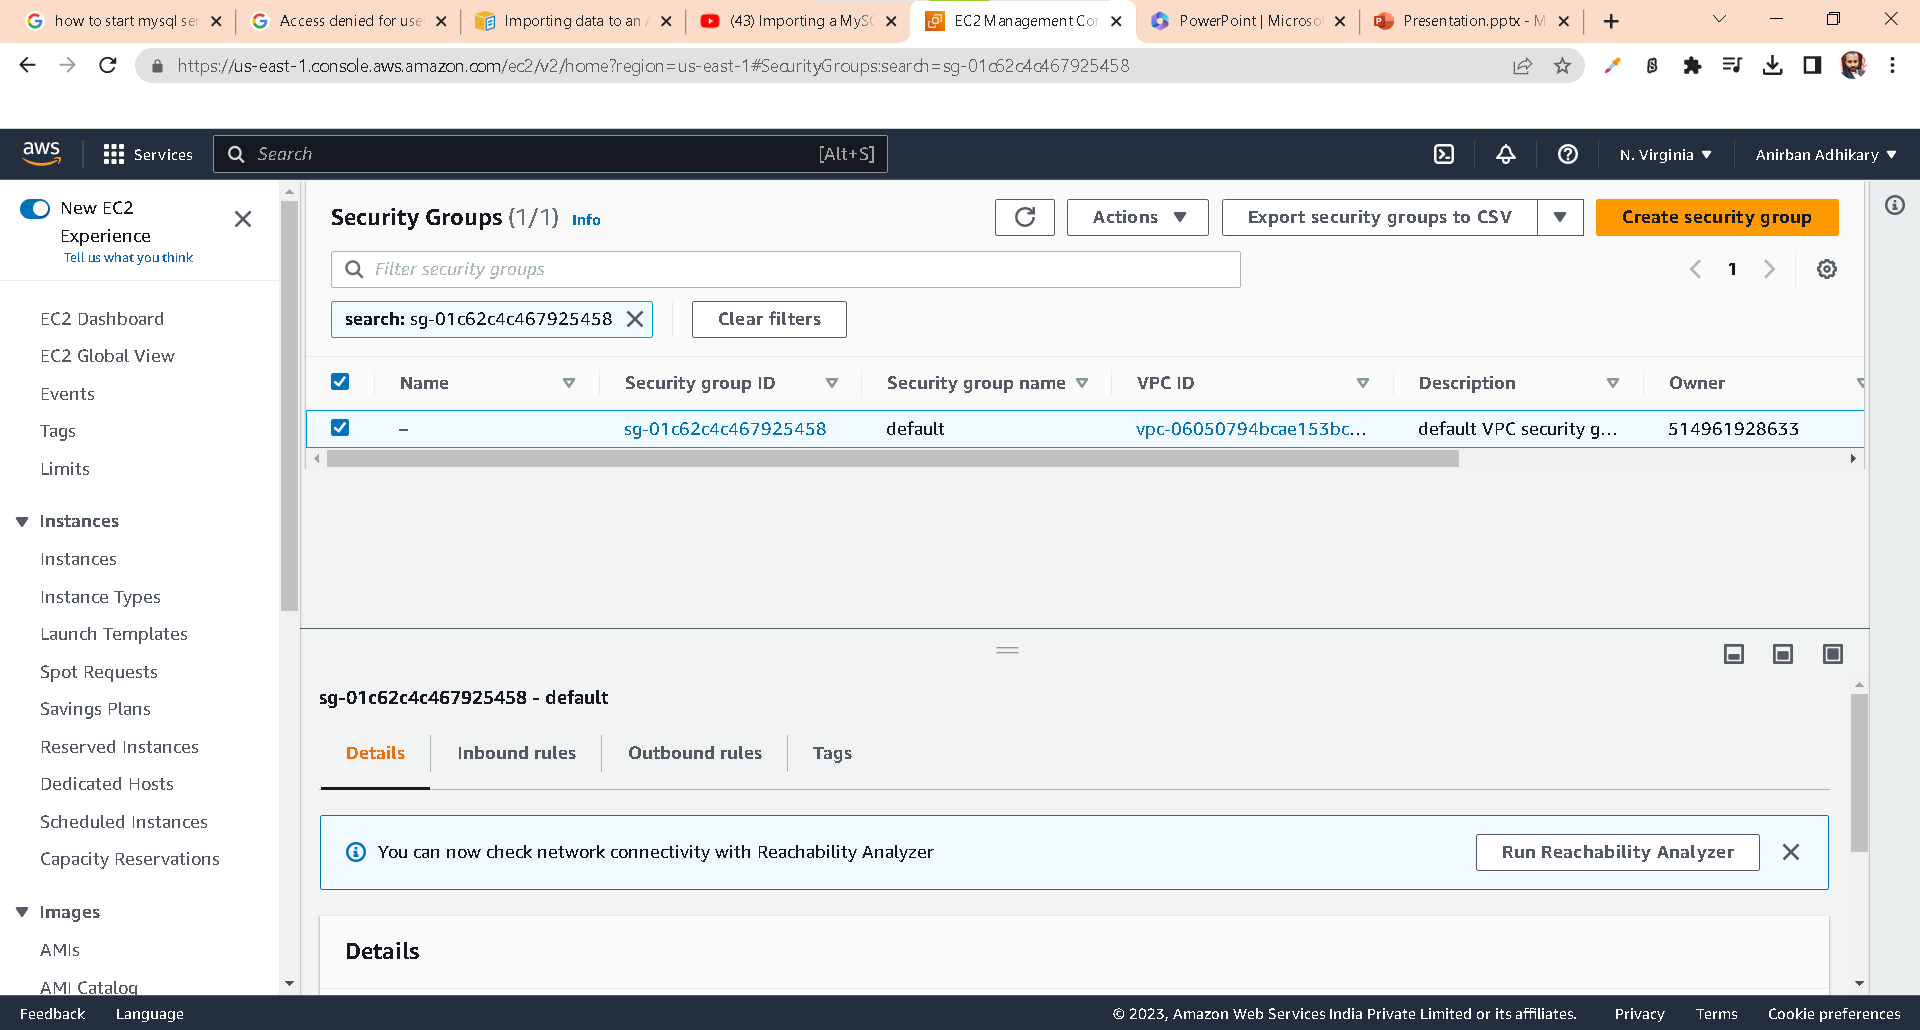 how to start mysql ser
Access denied for user
Importing data to an A
(43) Importing a MySQ
EC2 Management Con
PowerPoint | Microsof
Presentation.pptx - M
https://us-east-1.console.aws.amazon.com/ec2/v2/home?region=us-east-1#SecurityGroups:search=sg-01c62c4c467925458
aws
Services
Search
[Alt+S]
N. Virginia
Anirban Adhikary
New EC2
Experience
Tell us what you think
EC2 Dashboard
EC2 Global View
Events
Tags
Limits
Instances
Instances
Instance Types
Launch Templates
Spot Requests
Savings Plans
Reserved Instances
Dedicated Hosts
Scheduled Instances
Capacity Reservations
Images
AMIs
AMI Catalog
Security Groups (1/1) Info
Actions
Export security groups to CSV
Create security group
Filter security groups
1
search: sg-01c62c4c467925458
Clear filters
Name Security group ID Security group name VPC ID Description Owner
– sg-01c62c4c467925458 default vpc-06050794bcae153bc... default VPC security g... 514961928633
sg-01c62c4c467925458 - default
Details Inbound rules Outbound rules Tags
You can now check network connectivity with Reachability Analyzer
Run Reachability Analyzer
Details
Feedback Language
© 2023, Amazon Web Services India Private Limited or its affiliates. Privacy Terms Cookie preferences